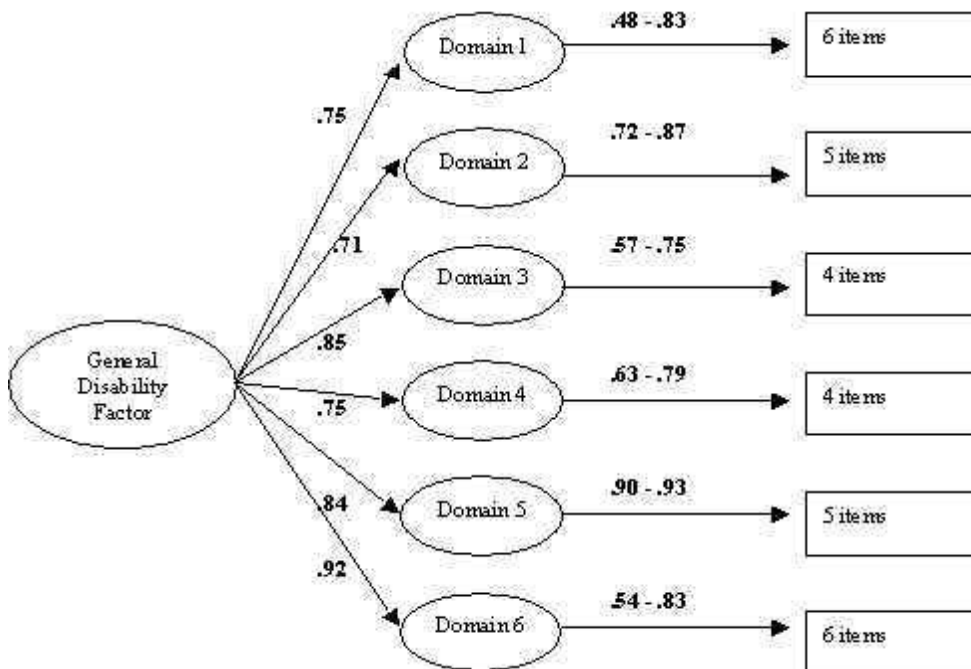 .48 - .83
Domain 1
6 items
.75
.72 - .87
Domain 2
5 items
.71
.57 - .75
Domain 3
4 items
.85
General
Disability
Factor
.63 - .79
Domain 4
4 items
.75
.90 - .93
Domain 5
5 items
.84
.92
.54 - .83
Domain 6
6 items